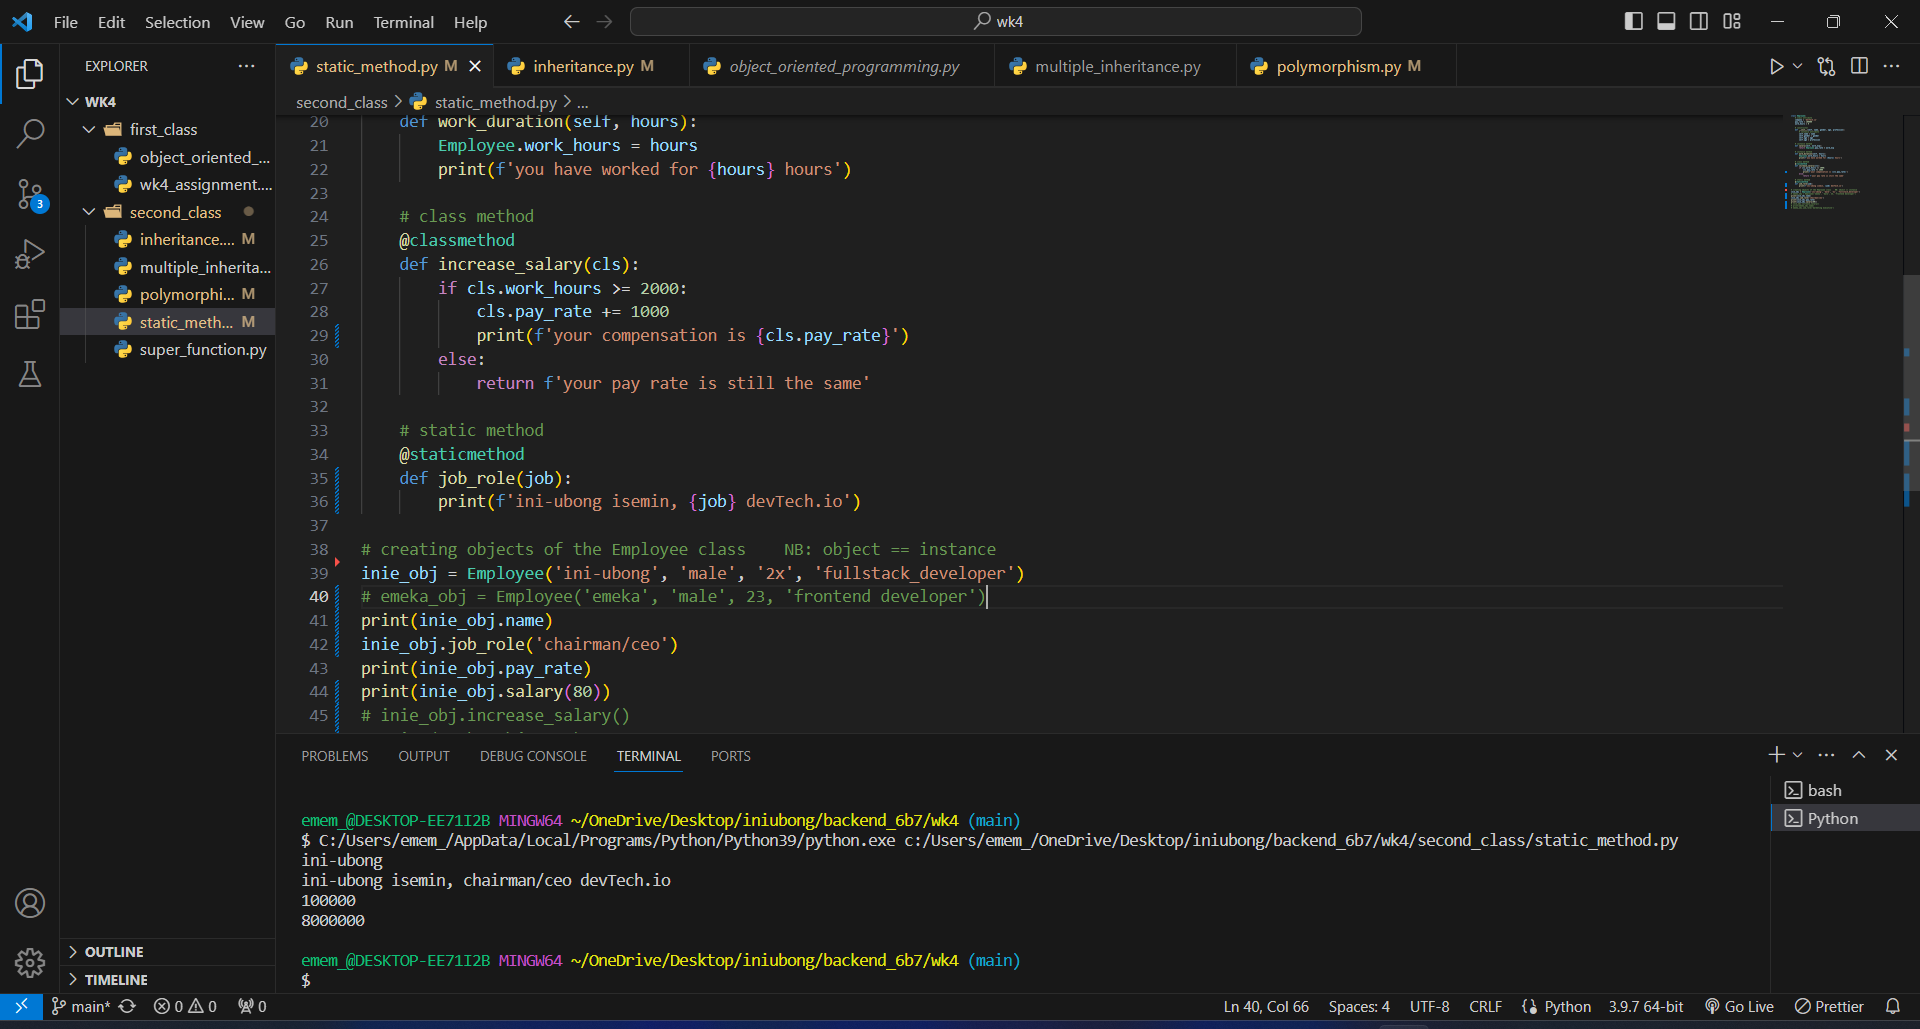 File Edit Selection View Go Run Terminal Help
wk4
EXPLORER
WK4
first_class
object_oriented_...
wk4_assignment....
second_class
inheritance.... M
multiple_inherita...
polymorphi... M
static_meth... M
super_function.py
OUTLINE
TIMELINE
3
static_method.py M
inheritance.py M
object_oriented_programming.py
multiple_inheritance.py
polymorphism.py M
second_class > static_method.py > ...
20 def work_duration(self, hours):
21 Employee.work_hours = hours
22 print(f'you have worked for {hours} hours')
23
24 # class method
25 @classmethod
26 def increase_salary(cls):
27 if cls.work_hours >= 2000:
28 cls.pay_rate += 1000
29 print(f'your compensation is {cls.pay_rate}')
30 else:
31 return f'your pay rate is still the same'
32
33 # static method
34 @staticmethod
35 def job_role(job):
36 print(f'ini-ubong isemin, {job} devTech.io')
37
38 # creating objects of the Employee class    NB: object == instance
39 inie_obj = Employee('ini-ubong', 'male', '2x', 'fullstack_developer')
40 # emeka_obj = Employee('emeka', 'male', 23, 'frontend developer')
41 print(inie_obj.name)
42 inie_obj.job_role('chairman/ceo')
43 print(inie_obj.pay_rate)
44 print(inie_obj.salary(80))
45 # inie_obj.increase_salary()
PROBLEMS OUTPUT DEBUG CONSOLE TERMINAL PORTS
emem_@DESKTOP-EE71I2B MINGW64 ~/OneDrive/Desktop/iniubong/backend_6b7/wk4 (main)
$ C:/Users/emem_/AppData/Local/Programs/Python/Python39/python.exe c:/Users/emem_/OneDrive/Desktop/iniubong/backend_6b7/wk4/second_class/static_method.py
ini-ubong
ini-ubong isemin, chairman/ceo devTech.io
100000
8000000
emem_@DESKTOP-EE71I2B MINGW64 ~/OneDrive/Desktop/iniubong/backend_6b7/wk4 (main)
$
bash
Python
main* 0 0 0
Ln 40, Col 66 Spaces: 4 UTF-8 CRLF Python 3.9.7 64-bit Go Live Prettier